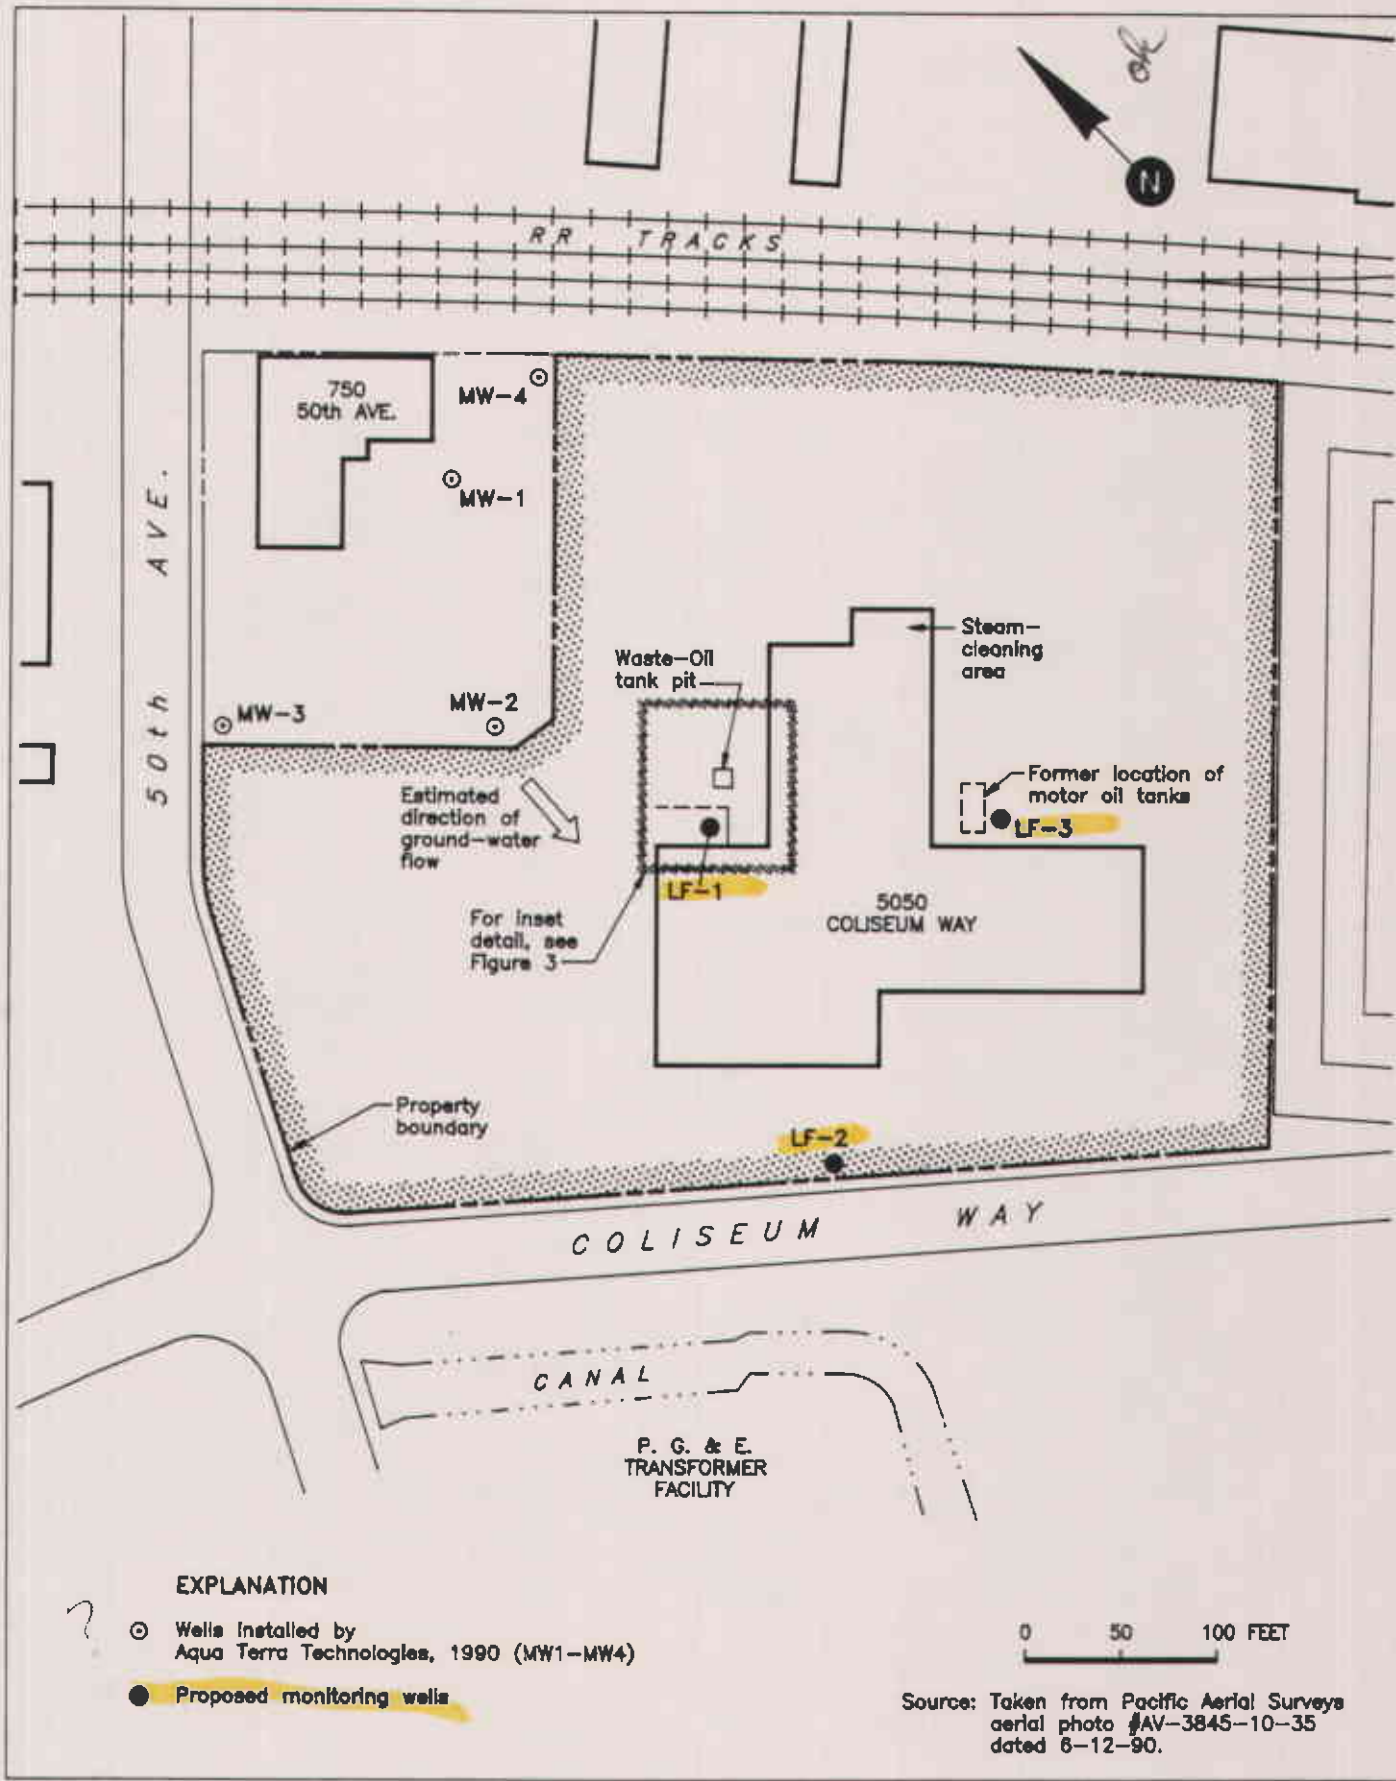 ok
N
RR TRACKS
750
50th AVE.
MW-4
MW-1
50th AVE.
Steam-
cleaning
area
Waste-Oil
tank pit
MW-3
MW-2
Former location of
motor oil tanks
LF-3
Estimated
direction of
ground-water
flow
LF-1
5050
COLISEUM WAY
For inset
detail, see
Figure 3
Property
boundary
LF-2
COLISEUM WAY
CANAL
P. G. & E.
TRANSFORMER
FACILITY
EXPLANATION
?
Wells installed by
Aqua Terra Technologies, 1990 (MW1-MW4)
Proposed monitoring wells
0 50 100 FEET
Source: Taken from Pacific Aerial Surveys
aerial photo #AV-3845-10-35
dated 6-12-90.